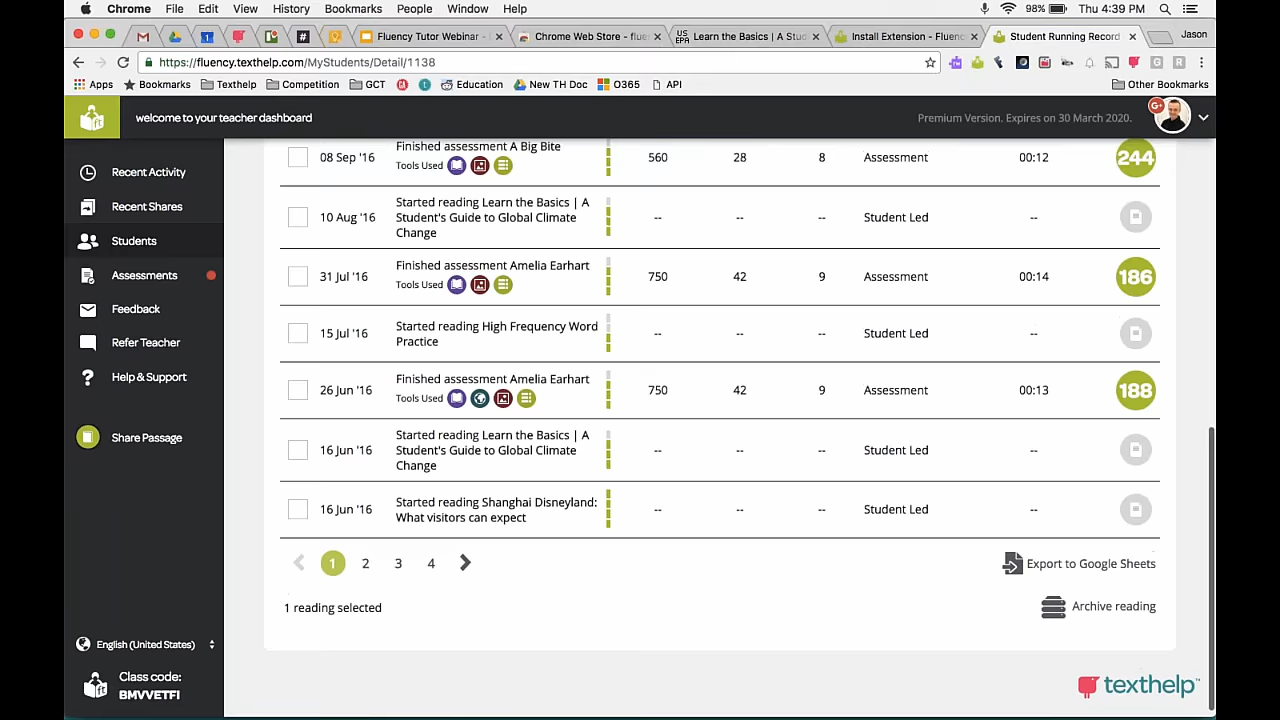 Chrome File Edit View History Bookmarks People Window Help 98% Thu 4:39 PM
Fluency Tutor Webinar - Chrome Web Store - fluen Learn the Basics | A Stud Install Extension - Fluenc Student Running Record Jason
https://fluency.texthelp.com/MyStudents/Detail/1138
Apps Bookmarks Texthelp Competition GCT Education New TH Doc O365 API Other Bookmarks
welcome to your teacher dashboard Premium Version. Expires on 30 March 2020.
Recent Activity
Recent Shares
Students
Assessments
Feedback
Refer Teacher
Help & Support
Share Passage
English (United States)
Class code:
BMVVETFI
Finished assessment A Big Bite
08 Sep '16 560 28 8 Assessment 00:12 244
Tools Used
Started reading Learn the Basics | A
10 Aug '16 Student's Guide to Global Climate -- -- -- Student Led --
Change
Finished assessment Amelia Earhart
31 Jul '16 750 42 9 Assessment 00:14 186
Tools Used
Started reading High Frequency Word
15 Jul '16 -- -- -- Student Led --
Practice
Finished assessment Amelia Earhart
26 Jun '16 750 42 9 Assessment 00:13 188
Tools Used
Started reading Learn the Basics | A
16 Jun '16 Student's Guide to Global Climate -- -- -- Student Led --
Change
Started reading Shanghai Disneyland:
16 Jun '16 -- -- -- Student Led --
What visitors can expect
1 2 3 4 Export to Google Sheets
1 reading selected Archive reading
texthelp